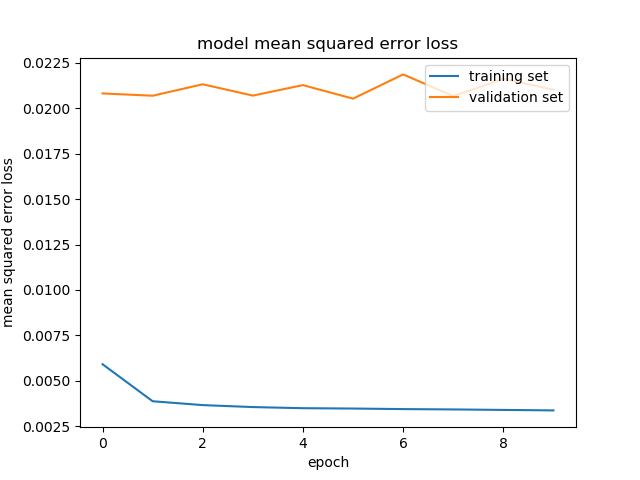 model mean squared error loss
0.0225
0.0200
0.0175
0.0150
0.0125
0.0100
0.0075
0.0050
0.0025
mean squared error loss
training set
validation set
0 2 4 6 8
epoch